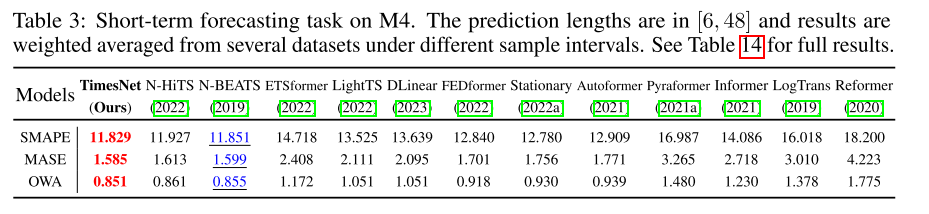 Table 3: Short-term forecasting task on M4. The prediction lengths are in [6, 48] and results are
weighted averaged from several datasets under different sample intervals. See Table 14 for full results.
Models TimesNet N-HiTS N-BEATS ETSformer LightTS DLinear FEDformer Stationary Autoformer Pyraformer Informer LogTrans Reformer
(Ours) (2022) (2019) (2022) (2022) (2023) (2022) (2022a) (2021) (2021a) (2021) (2019) (2020)
SMAPE 11.829 11.927 11.851 14.718 13.525 13.639 12.840 12.780 12.909 16.987 14.086 16.018 18.200
MASE 1.585 1.613 1.599 2.408 2.111 2.095 1.701 1.756 1.771 3.265 2.718 3.010 4.223
OWA 0.851 0.861 0.855 1.172 1.051 1.051 0.918 0.930 0.939 1.480 1.230 1.378 1.775